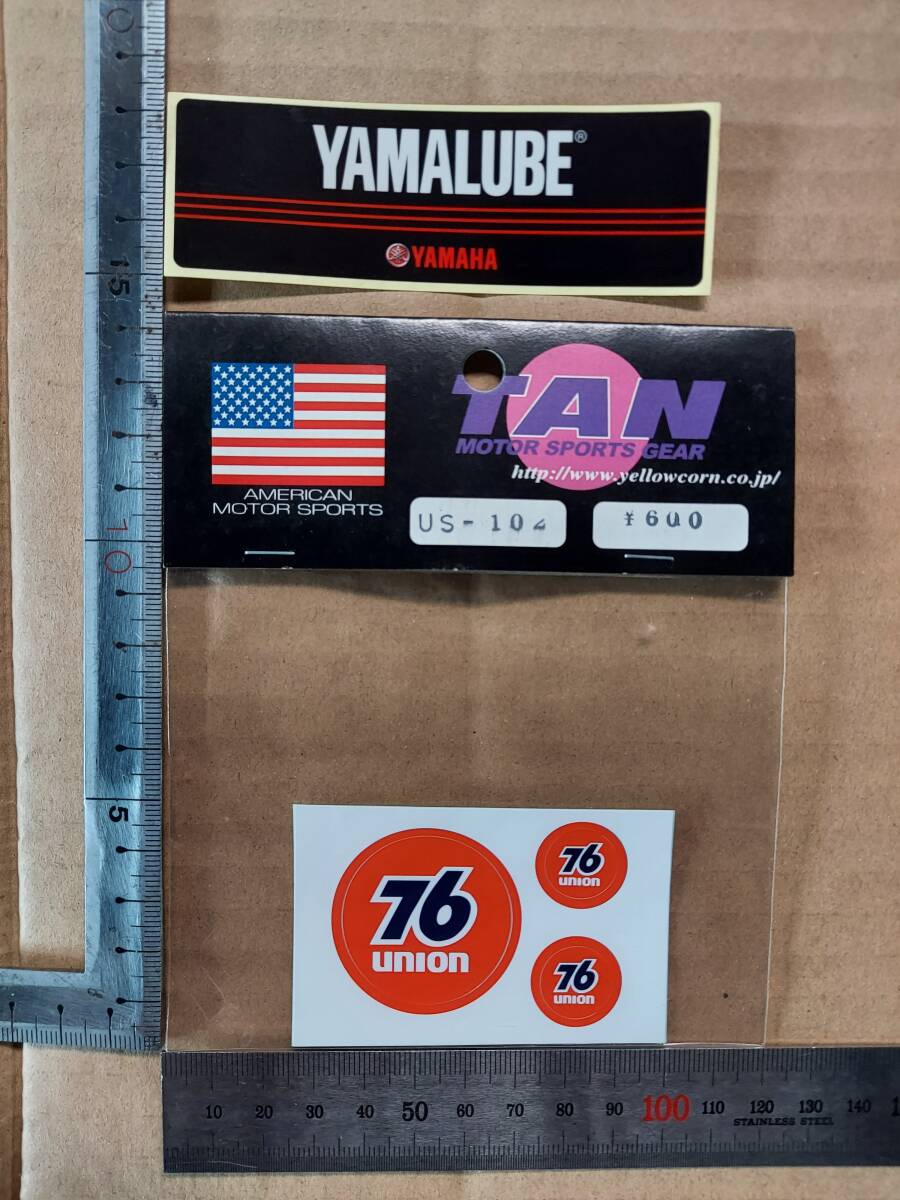 YAMALUBE®
YAMAHA
TAN
MOTOR SPORTS GEAR
http://www.yellowcorn.co.jp/
AMERICAN
MOTOR SPORTS
US-102
¥600
15
10
5
76
union
76
union
76
union
10 20 30 40 50 60 70 80 90 100 110 120 130 140
STAINLESS STEEL